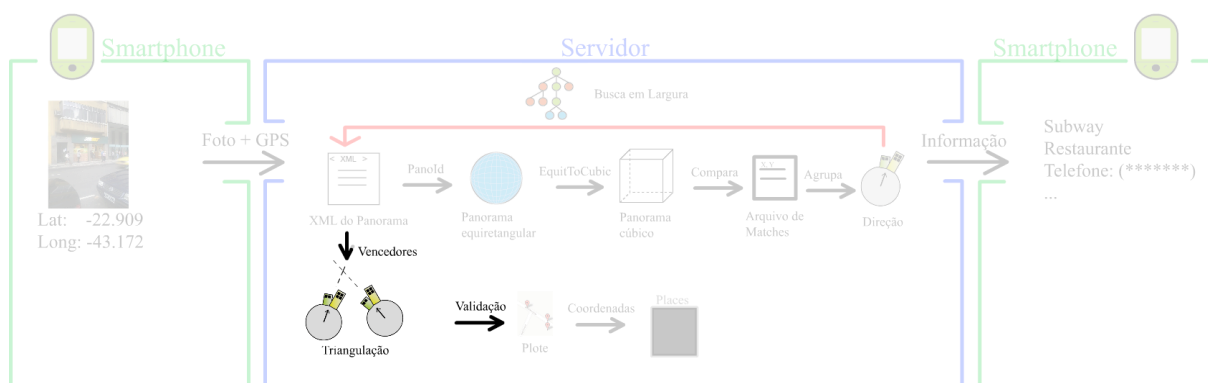 Smartphone
Servidor
Smartphone
Busca em Largura
Foto + GPS
Informação
< XML >
PanoId
EquitToCubic
Compara
X, Y
Agrupa
Subway
Restaurante
Telefone: (*******)
...
Lat: -22.909
Long: -43.172
XML do Panorama
Panorama
equiretangular
Panorama
cúbico
Arquivo de
Matches
Direção
Vencedores
Validação
Coordenadas
Places
Triangulação
Plote